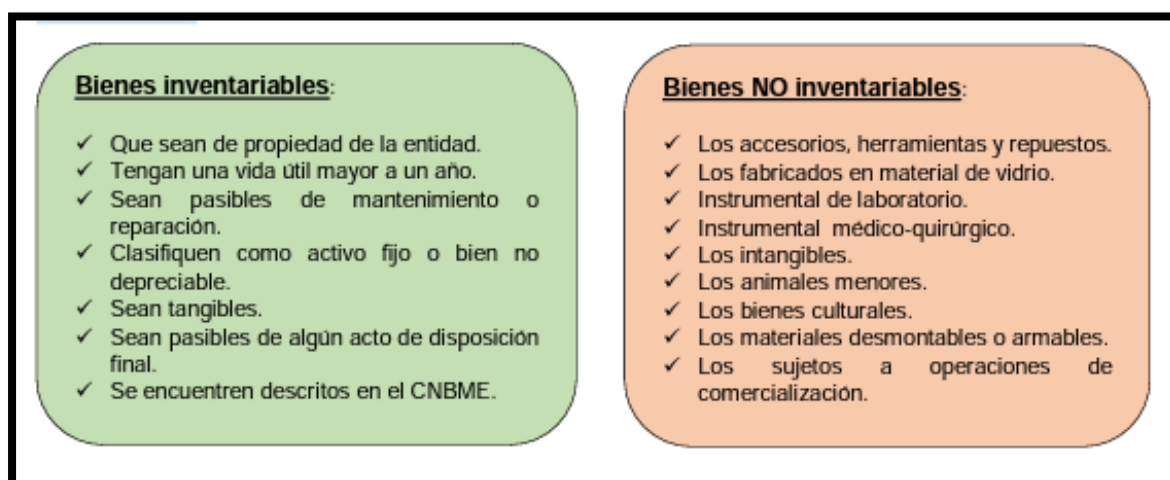 Bienes inventariables:
✓ Que sean de propiedad de la entidad.
✓ Tengan una vida útil mayor a un año.
✓ Sean pasibles de mantenimiento o
reparación.
✓ Clasifiquen como activo fijo o bien no
depreciable.
✓ Sean tangibles.
✓ Sean pasibles de algún acto de disposición
final.
✓ Se encuentren descritos en el CNBME.
Bienes NO inventariables:
✓ Los accesorios, herramientas y repuestos.
✓ Los fabricados en material de vidrio.
✓ Instrumental de laboratorio.
✓ Instrumental médico-quirúrgico.
✓ Los intangibles.
✓ Los animales menores.
✓ Los bienes culturales.
✓ Los materiales desmontables o armables.
✓ Los sujetos a operaciones de
comercialización.